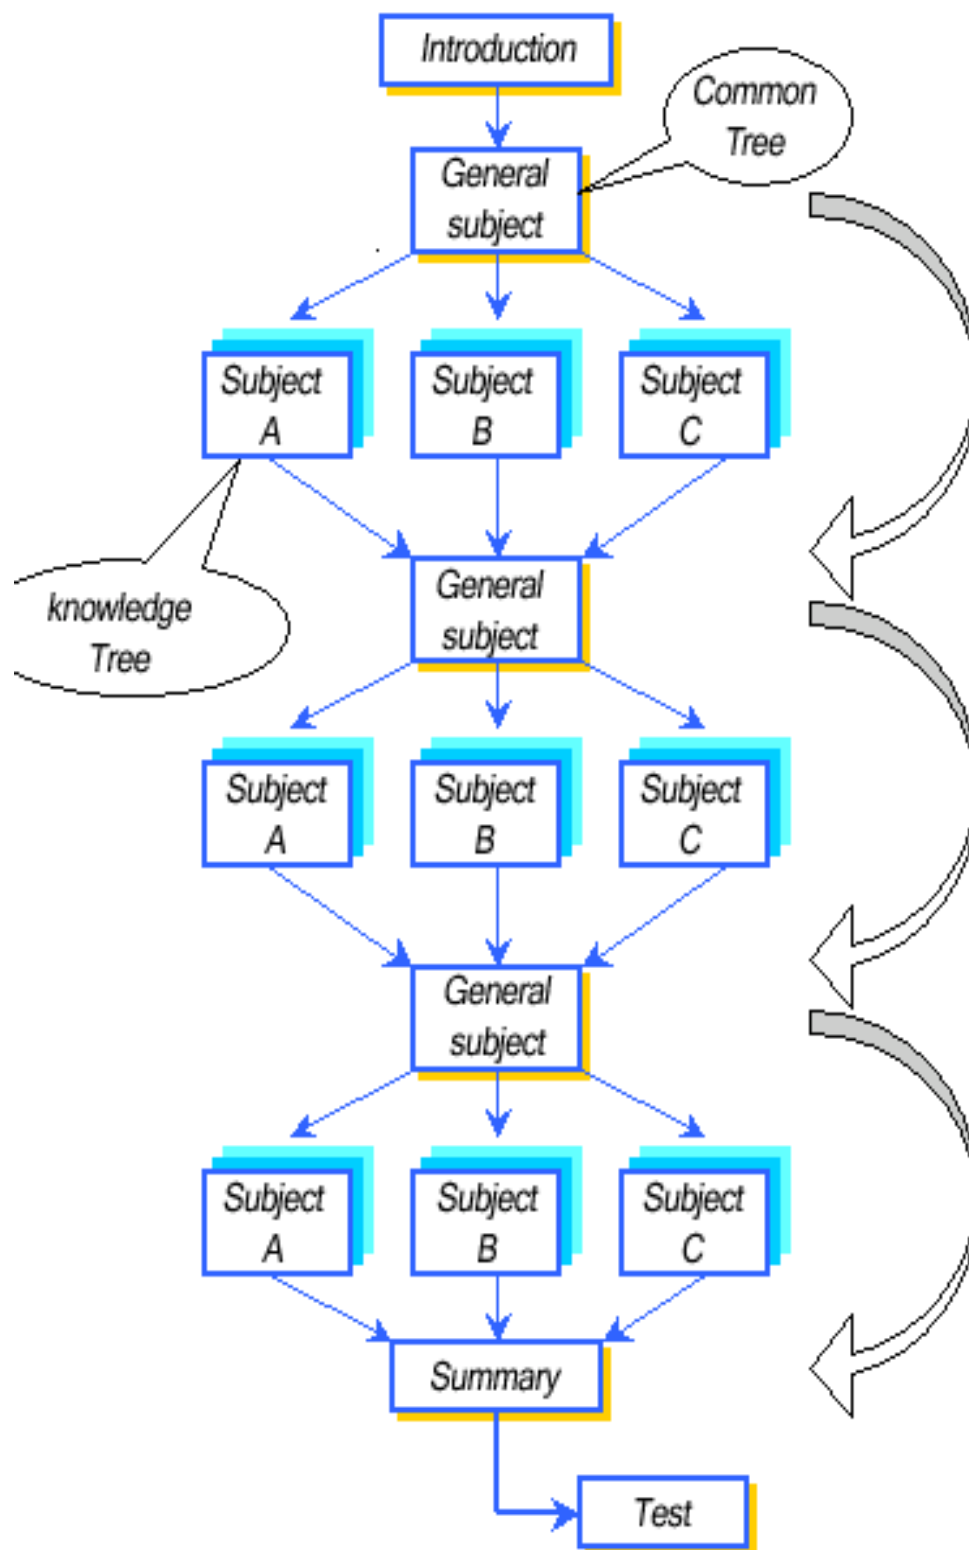 Introduction
Common
Tree
General
subject
Subject
A
Subject
B
Subject
C
knowledge
Tree
General
subject
Subject
A
Subject
B
Subject
C
General
subject
Subject
A
Subject
B
Subject
C
Summary
Test